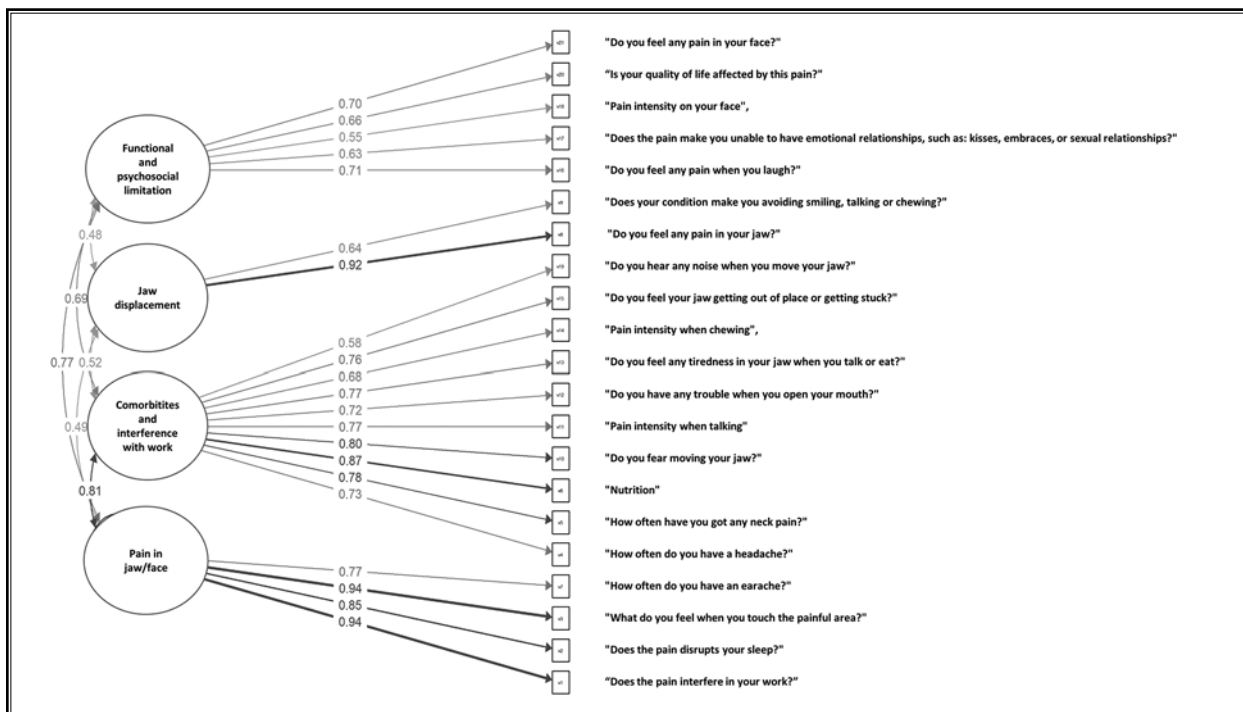 "Do you feel any pain in your face?"
“Is your quality of life affected by this pain?"
"Pain intensity on your face",
"Does the pain make you unable to have emotional relationships, such as: kisses, embraces, or sexual relationships?"
"Do you feel any pain when you laugh?"
"Does your condition make you avoiding smiling, talking or chewing?"
"Do you feel any pain in your jaw?"
"Do you hear any noise when you move your jaw?"
"Do you feel your jaw getting out of place or getting stuck?"
"Pain intensity when chewing",
"Do you feel any tiredness in your jaw when you talk or eat?"
"Do you have any trouble when you open your mouth?"
"Pain intensity when talking"
"Do you fear moving your jaw?"
"Nutrition"
"How often have you got any neck pain?"
"How often do you have a headache?"
"How often do you have an earache?"
"What do you feel when you touch the painful area?"
"Does the pain disrupts your sleep?"
“Does the pain interfere in your work?”
Functional
and
psychosocial
limitation
Jaw
displacement
Comorbitites
and
interference
with work
Pain in
jaw/face
0.70
0.66
0.55
0.63
0.71
0.64
0.92
0.58
0.76
0.68
0.77
0.72
0.77
0.80
0.87
0.78
0.73
0.77
0.94
0.85
0.94
0.48
0.69
0.77
0.52
0.49
0.81